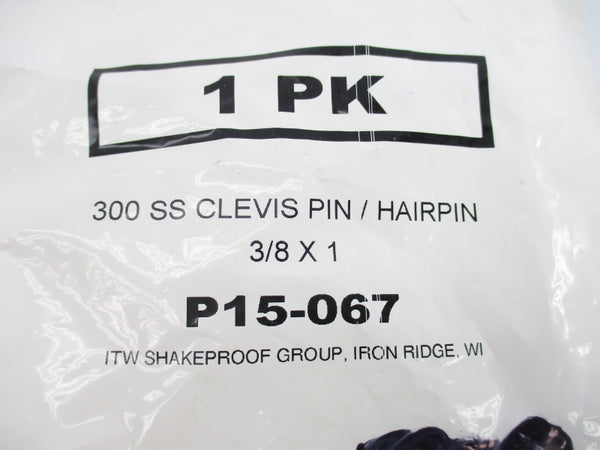 1 PK
300 SS CLEVIS PIN / HAIRPIN
3/8 X 1
P15-067
ITW SHAKEPROOF GROUP, IRON RIDGE, WI